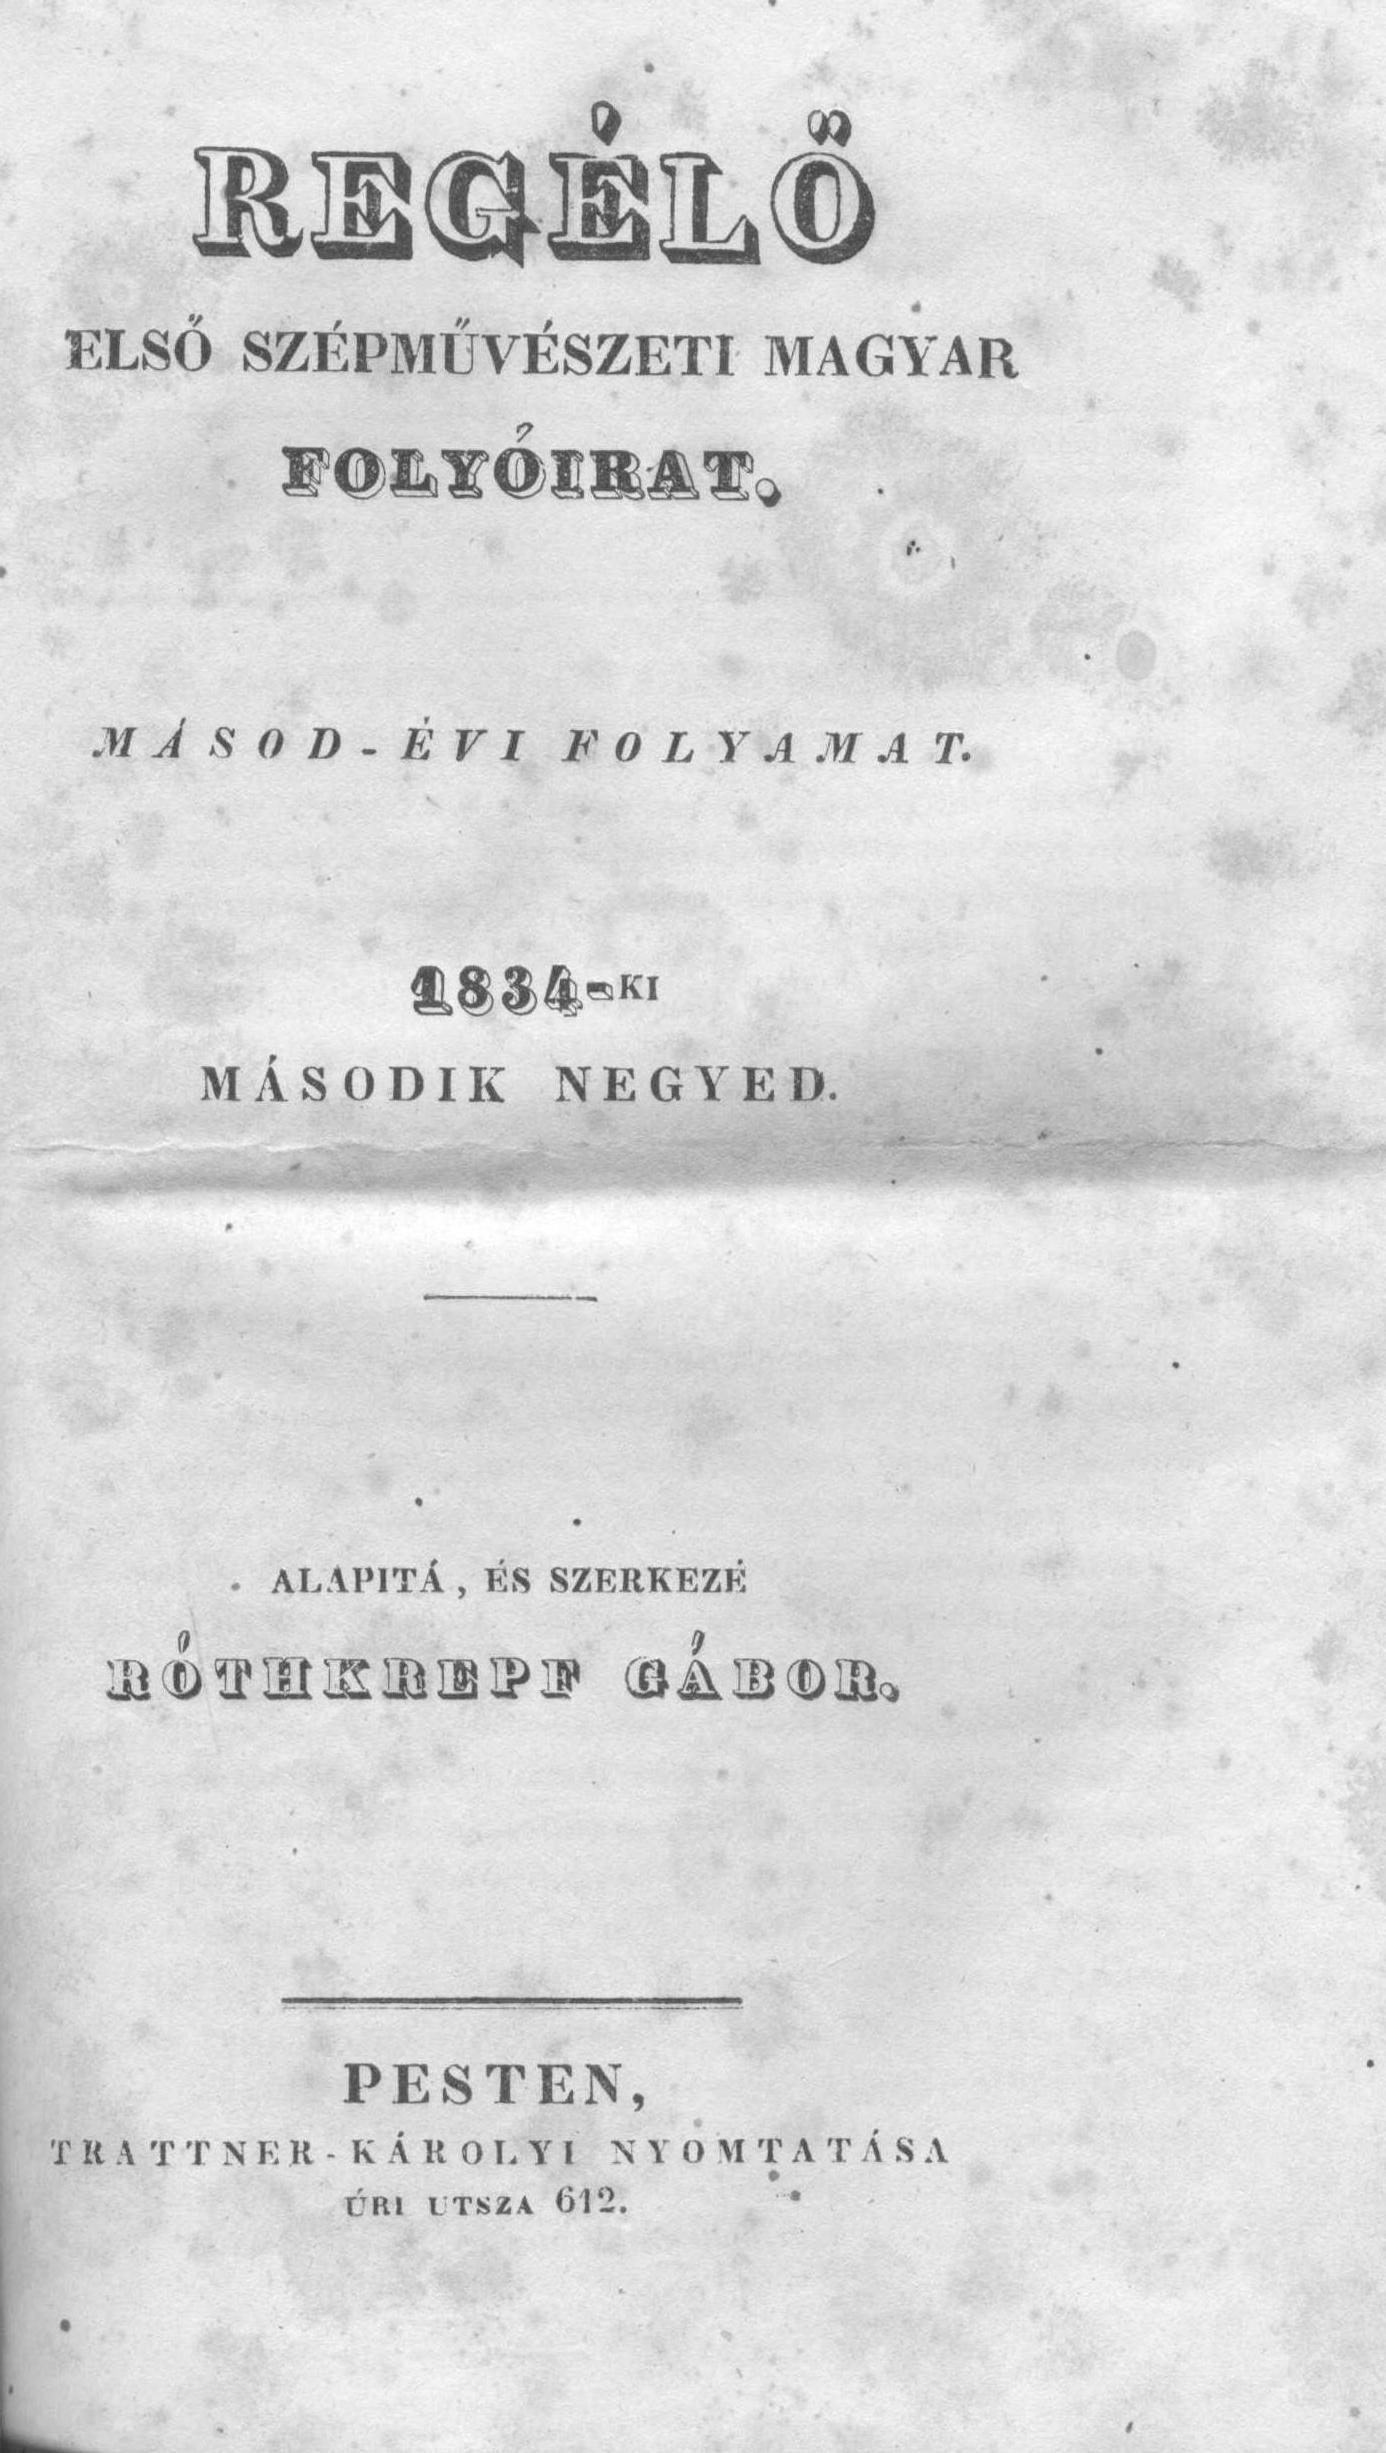 REGÉLŐ
ELSŐ SZÉPMŰVÉSZETI MAGYAR
FOLYÓIRAT.
MÁSOD-ÉVI FOLYAMAT.
1834-KI
MÁSODIK NEGYED.
ALAPITÁ, ÉS SZERKEZÉ
RÓTHKREPF GÁBOR.
PESTEN,
TRATTNER-KÁROLYI NYOMTATÁSA
ÚRI UTSZA 612.